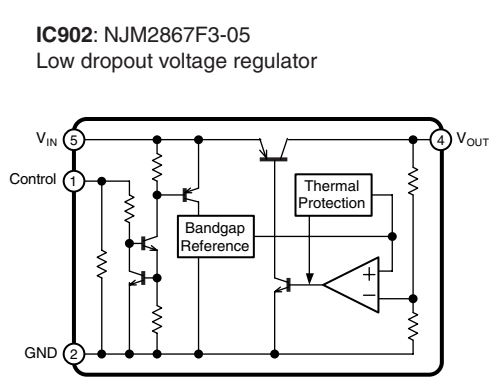 IC902: NJM2867F3-05
Low dropout voltage regulator
VIN 5
4 VOUT
Control 1
Thermal
Protection
Bandgap
Reference
+
−
GND 2